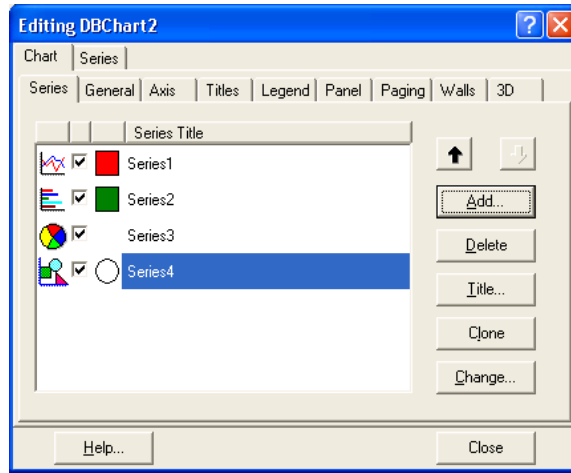 Editing DBChart2
Chart Series
Series General Axis Titles Legend Panel Paging Walls 3D
Series Title
Series1
Series2
Series3
Series4
Add...
Delete
Title...
Clone
Change...
Help... Close